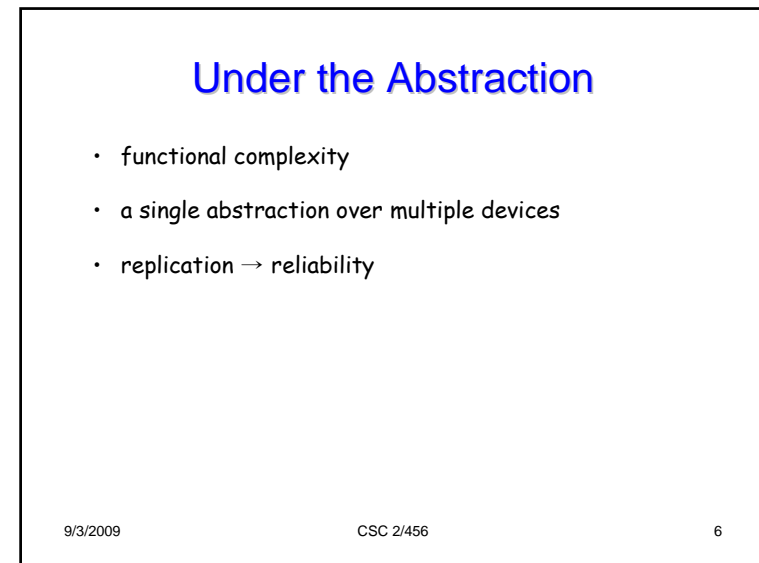 Under the Abstraction
• functional complexity
• a single abstraction over multiple devices
• replication → reliability
9/3/2009 CSC 2/456 6